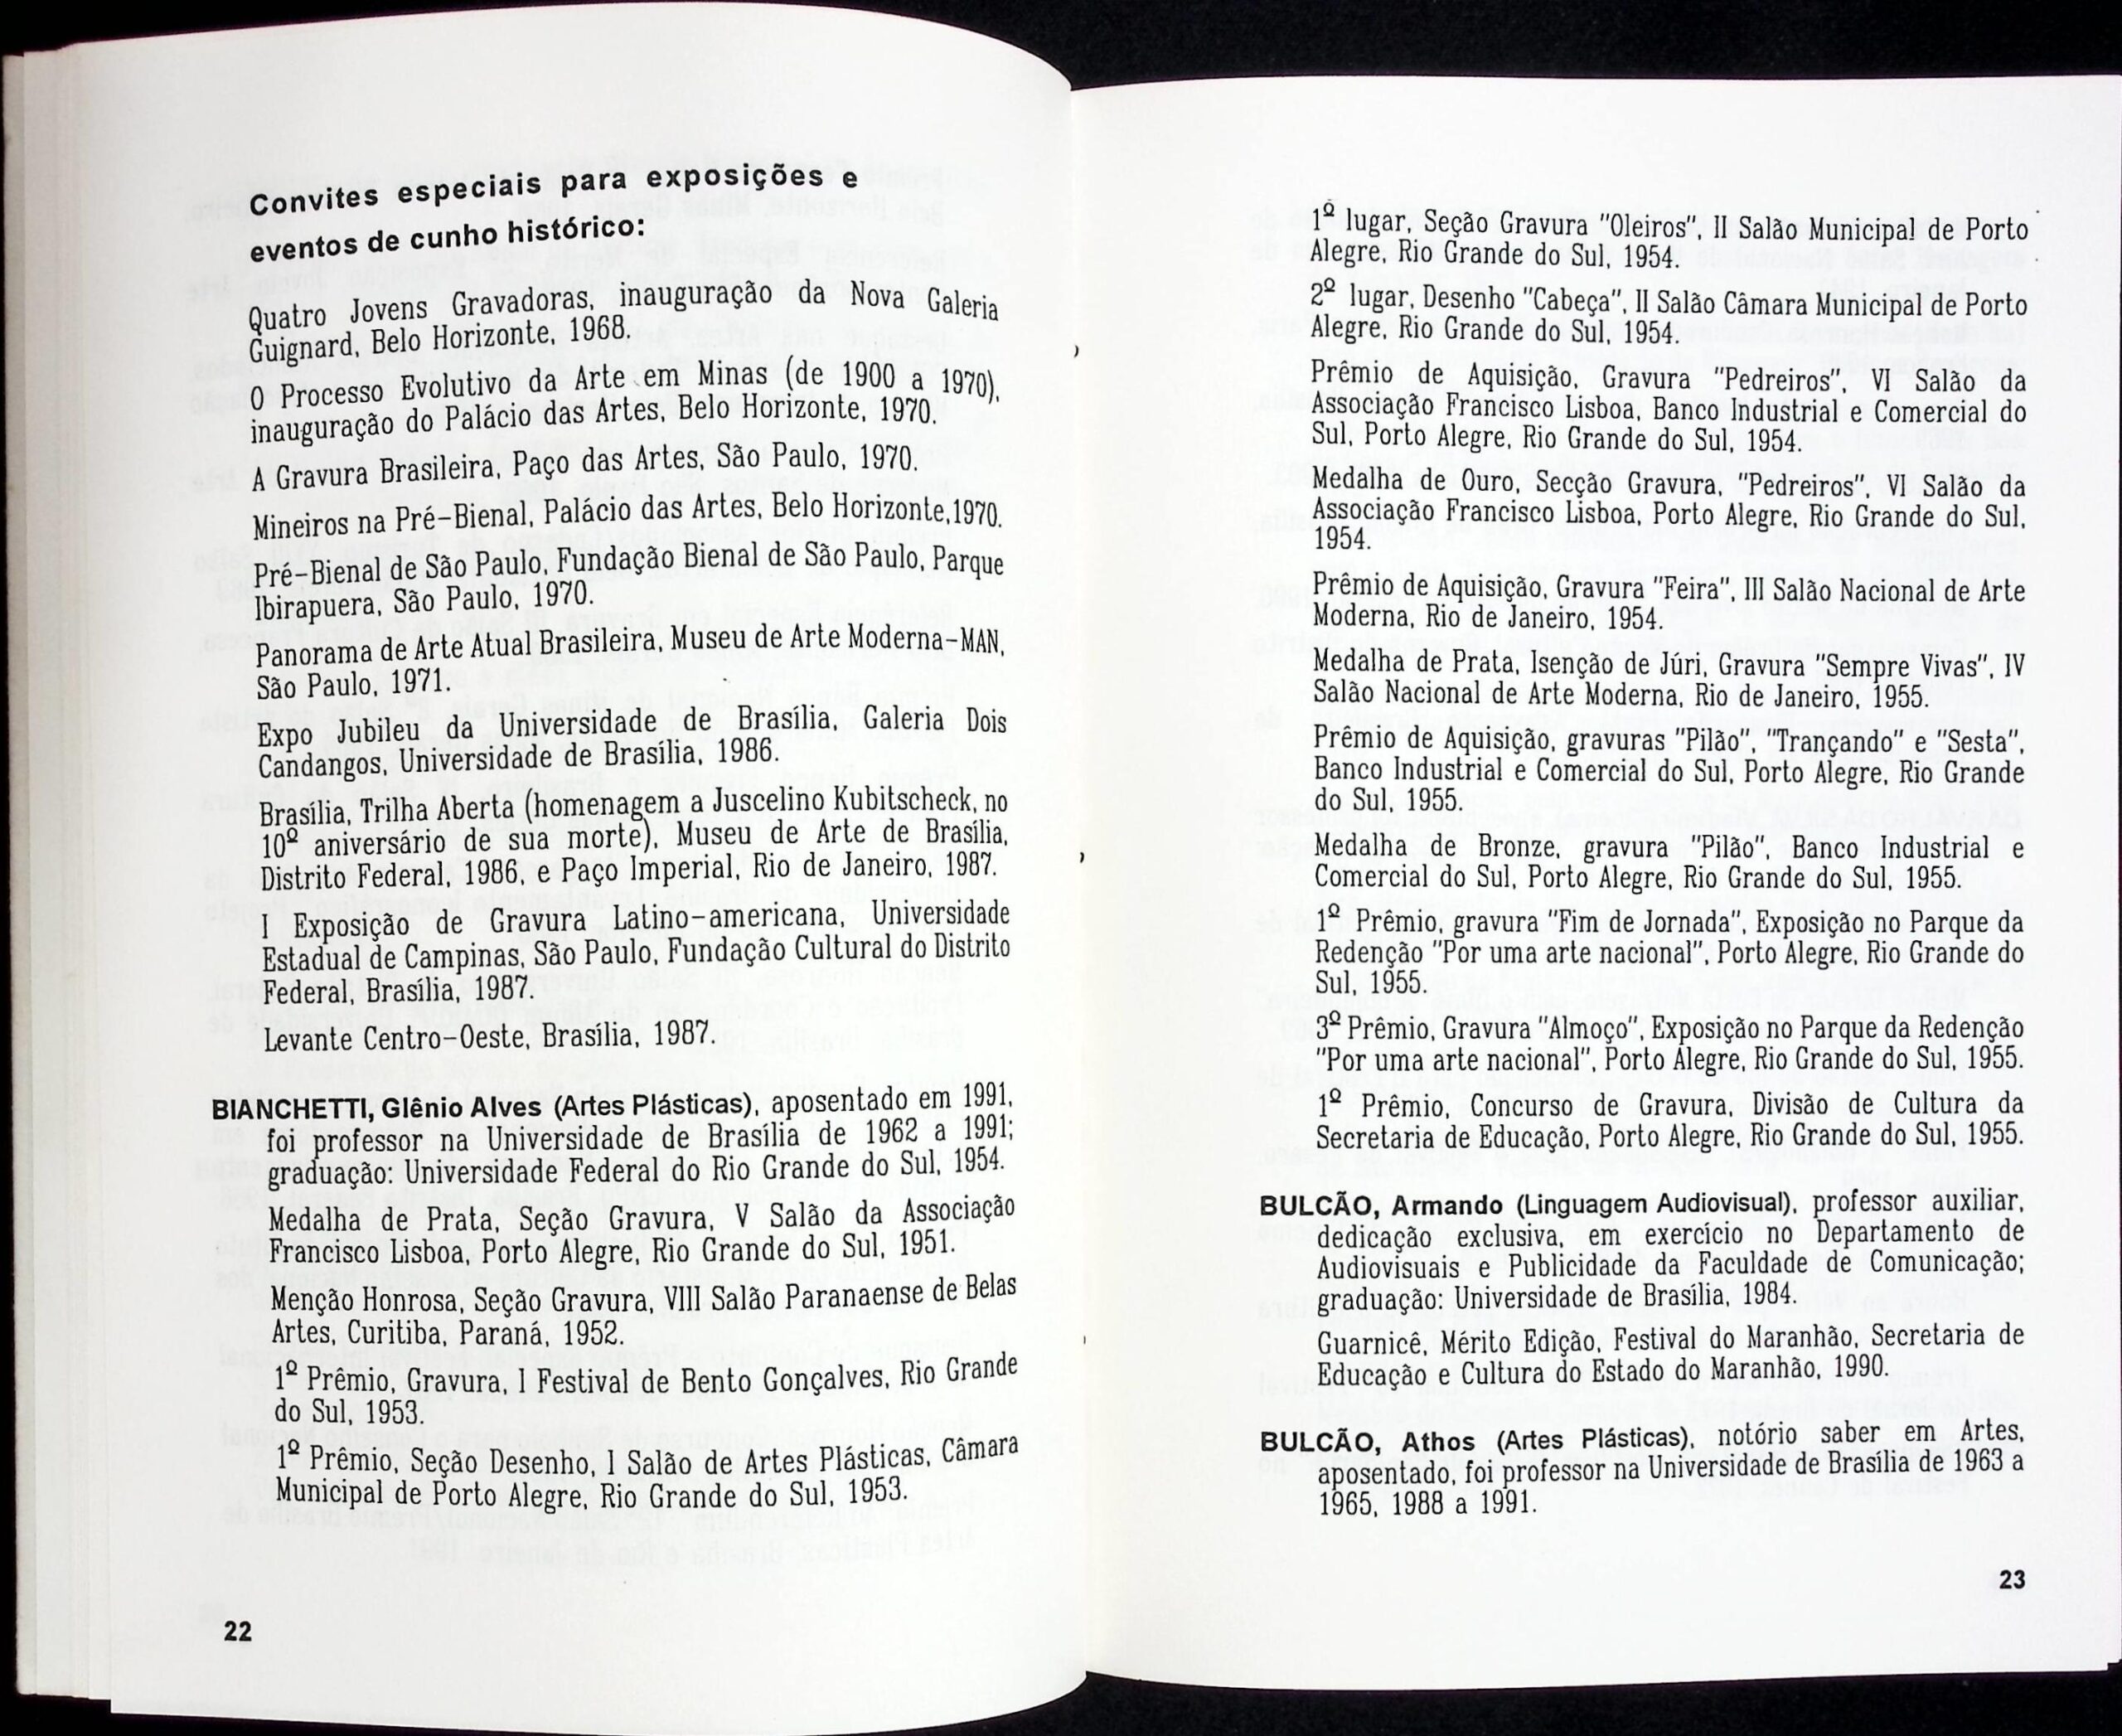 Convites especiais para exposições e
eventos de cunho histórico:
Quatro Jovens Gravadoras, inauguração da Nova Galeria
Guignard, Belo Horizonte, 1968.
O Processo Evolutivo da Arte em Minas (de 1900 a 1970),
inauguração do Palácio das Artes, Belo Horizonte, 1970.
A Gravura Brasileira, Paço das Artes, São Paulo, 1970.
Mineiros na Pré-Bienal, Palácio das Artes, Belo Horizonte,1970.
Pré-Bienal de São Paulo, Fundação Bienal de São Paulo, Parque
Ibirapuera, São Paulo, 1970.
Panorama de Arte Atual Brasileira, Museu de Arte Moderna-MAN,
São Paulo, 1971.
Expo Jubileu da Universidade de Brasília, Galeria Dois
Candangos, Universidade de Brasília, 1986.
Brasília, Trilha Aberta (homenagem a Juscelino Kubitscheck, no
10º aniversário de sua morte), Museu de Arte de Brasília,
Distrito Federal, 1986, e Paço Imperial, Rio de Janeiro, 1987.
I Exposição de Gravura Latino-americana, Universidade
Estadual de Campinas, São Paulo, Fundação Cultural do Distrito
Federal, Brasília, 1987.
Levante Centro-Oeste, Brasília, 1987.
BIANCHETTI, Glênio Alves (Artes Plásticas), aposentado em 1991,
foi professor na Universidade de Brasília de 1962 a 1991;
graduação: Universidade Federal do Rio Grande do Sul, 1954.
Medalha de Prata, Seção Gravura, V Salão da Associação
Francisco Lisboa, Porto Alegre, Rio Grande do Sul, 1951.
Menção Honrosa, Seção Gravura, VIII Salão Paranaense de Belas
Artes, Curitiba, Paraná, 1952.
1º Prêmio, Gravura, I Festival de Bento Gonçalves, Rio Grande
do Sul, 1953.
1º Prêmio, Seção Desenho, I Salão de Artes Plásticas, Câmara
Municipal de Porto Alegre, Rio Grande do Sul, 1953.
22
1º lugar, Seção Gravura "Oleiros", II Salão Municipal de Porto
Alegre, Rio Grande do Sul, 1954.
2º lugar, Desenho "Cabeça", II Salão Câmara Municipal de Porto
Alegre, Rio Grande do Sul, 1954.
Prêmio de Aquisição, Gravura "Pedreiros", VI Salão da
Associação Francisco Lisboa, Banco Industrial e Comercial do
Sul, Porto Alegre, Rio Grande do Sul, 1954.
Medalha de Ouro, Secção Gravura, "Pedreiros", VI Salão da
Associação Francisco Lisboa, Porto Alegre, Rio Grande do Sul,
1954.
Prêmio de Aquisição, Gravura "Feira", III Salão Nacional de Arte
Moderna, Rio de Janeiro, 1954.
Medalha de Prata, Isenção de Júri, Gravura "Sempre Vivas", IV
Salão Nacional de Arte Moderna, Rio de Janeiro, 1955.
Prêmio de Aquisição, gravuras "Pilão", "Trançando" e "Sesta",
Banco Industrial e Comercial do Sul, Porto Alegre, Rio Grande
do Sul, 1955.
Medalha de Bronze, gravura "Pilão", Banco Industrial e
Comercial do Sul, Porto Alegre, Rio Grande do Sul, 1955.
1º Prêmio, gravura "Fim de Jornada", Exposição no Parque da
Redenção "Por uma arte nacional", Porto Alegre, Rio Grande do
Sul, 1955.
3º Prêmio, Gravura "Almoço", Exposição no Parque da Redenção
"Por uma arte nacional", Porto Alegre, Rio Grande do Sul, 1955.
1º Prêmio, Concurso de Gravura, Divisão de Cultura da
Secretaria de Educação, Porto Alegre, Rio Grande do Sul, 1955.
BULCÃO, Armando (Linguagem Audiovisual), professor auxiliar,
dedicação exclusiva, em exercício no Departamento de
Audiovisuais e Publicidade da Faculdade de Comunicação;
graduação: Universidade de Brasília, 1984.
Guarnicê, Mérito Edição, Festival do Maranhão, Secretaria de
Educação e Cultura do Estado do Maranhão, 1990.
BULCÃO, Athos (Artes Plásticas), notório saber em Artes,
aposentado, foi professor na Universidade de Brasília de 1963 a
1965, 1988 a 1991.
23